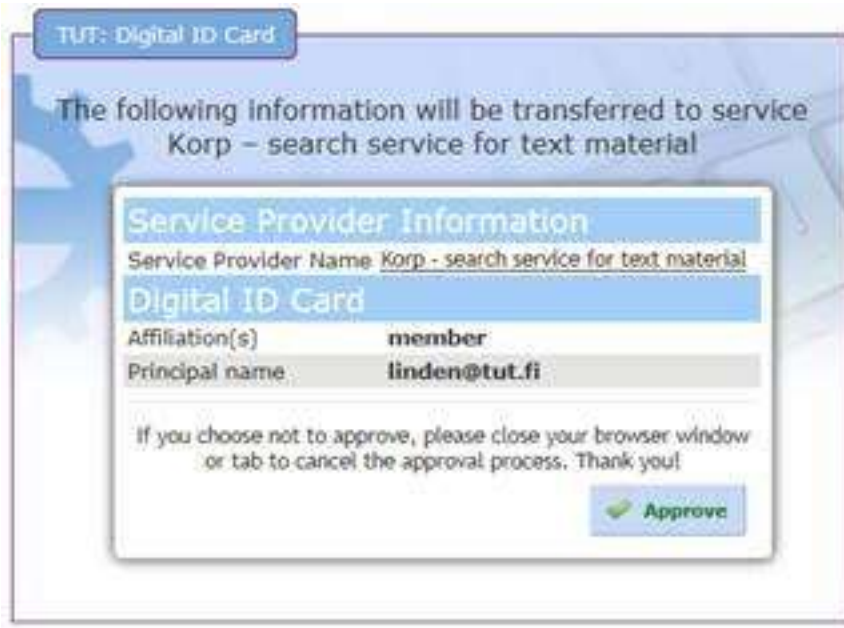 TUT: Digital ID Card
The following information will be transferred to service
Korp – search service for text material
Service Provider Information
Service Provider Name Korp - search service for text material
Digital ID Card
Affiliation(s) member
Principal name linden@tut.fi
If you choose not to approve, please close your browser window
or tab to cancel the approval process. Thank you!
Approve